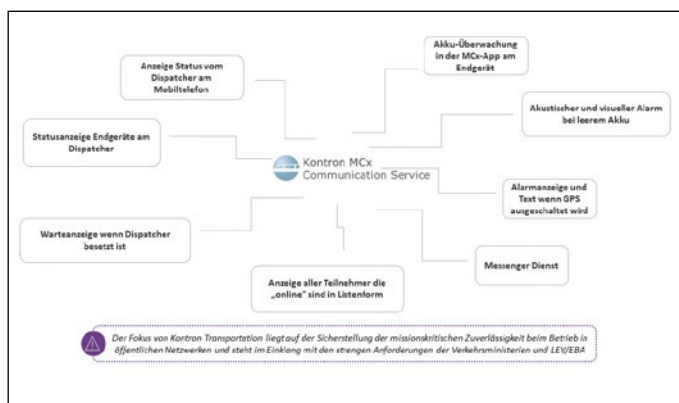 Anzeige Status vom
Dispatcher am
Mobiltelefon
Akku-Überwachung
in der MCx-App am
Endgerät
Statusanzeige Endgeräte am
Dispatcher
Akustischer und visueller Alarm
bei leerem Akku
Kontron MCx
Communication Service
Warteanzeige wenn Dispatcher
besetzt ist
Alarmanzeige und
Text wenn GPS
ausgeschaltet wird
Anzeige aller Teilnehmer die
„online“ sind in Listenform
Messenger Dienst
Der Fokus von Kontron Transportation liegt auf der Sicherstellung der missionskritischen Zuverlässigkeit beim Betrieb in
öffentlichen Netzwerken und steht im Einklang mit den strengen Anforderungen der Verkehrsministerien und LEV/EBA